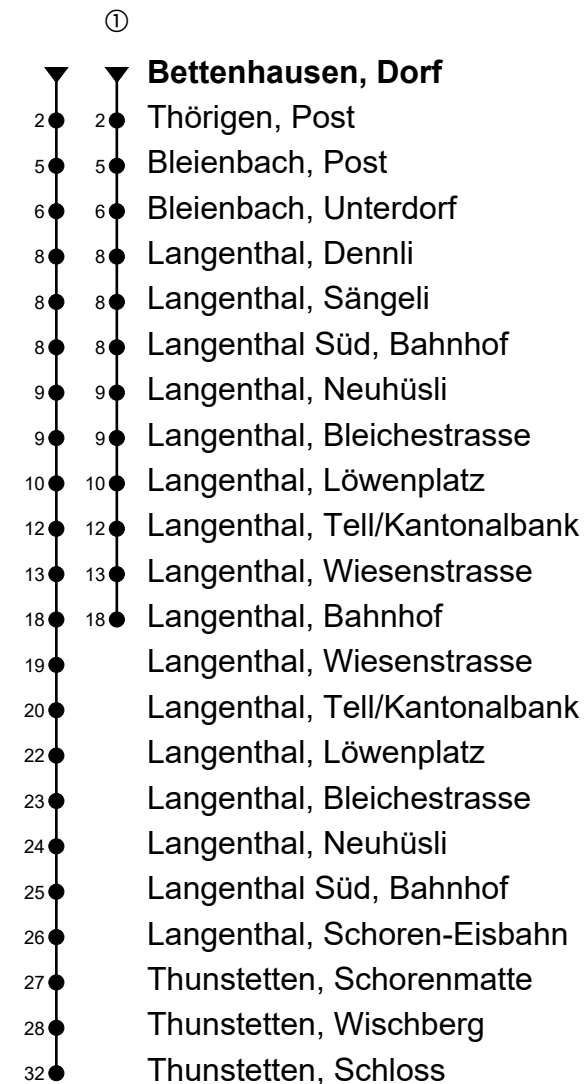 ①
Bettenhausen, Dorf
2 2 Thörigen, Post
5 5 Bleienbach, Post
6 6 Bleienbach, Unterdorf
8 8 Langenthal, Dennli
8 8 Langenthal, Sängeli
8 8 Langenthal Süd, Bahnhof
9 9 Langenthal, Neuhüsli
9 9 Langenthal, Bleichestrasse
10 10 Langenthal, Löwenplatz
12 12 Langenthal, Tell/Kantonalbank
13 13 Langenthal, Wiesenstrasse
18 18 Langenthal, Bahnhof
19 Langenthal, Wiesenstrasse
20 Langenthal, Tell/Kantonalbank
22 Langenthal, Löwenplatz
23 Langenthal, Bleichestrasse
24 Langenthal, Neuhüsli
25 Langenthal Süd, Bahnhof
26 Langenthal, Schoren-Eisbahn
27 Thunstetten, Schorenmatte
28 Thunstetten, Wischberg
32 Thunstetten, Schloss